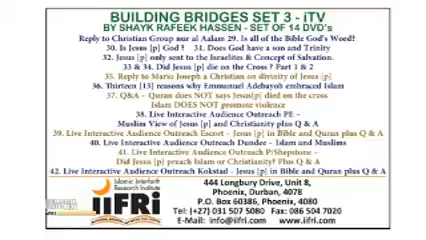 BUILDING BRIDGES SET 3 - iTV
BY SHAYK RAFEEK HASSEN - SET OF 14 DVD's
Reply to Christian Group nur al Aalam 29. Is all of the Bible God's Word?
30. Is Jesus [p] God ? 31. Does God have a son and Trinity
32. Jesus [p] only sent to the Israelites & Concept of Salvation.
33 & 34. Did Jesus [p] die on the Cross ? Part 1 & 2
35. Reply to Mario Joseph a Christian on divinity of Jesus [p]
36. Thirteen [13] reasons why Emmanuel Adebayoh embraced Islam
37. Q&A – Quran does NOT says Jesus[p] died on the cross
Islam DOES NOT promote violence
38. Live Interactive Audience Outreach PE –
Muslim View of Jesus [p] and Christianity plus Q & A
39. Live Interactive Audience Outreach Escort – Jesus [p] in Bible and Quran plus Q & A
40. Live Interactive Audience Outreach Dundee – Islam and Muslims
41. Live Interactive Audience Outreach P/Shepstone –
Did Jesus [p] preach Islam or Christianity? Plus Q & A
42. Live Interactive Audience Outreach Kokstad - Jesus [p] in Bible and Quran plus Q & A
Islamic Interfaith
Research Institute
iiFRi
444 Longbury Drive, Unit 8,
Phoenix, Durban, 4078
P.O. Box 60386, Phoenix, 4080
Tel: (+27) 031 507 5080 Fax: 086 504 7020
E-Mail: info@iifri.com www.iifri.com